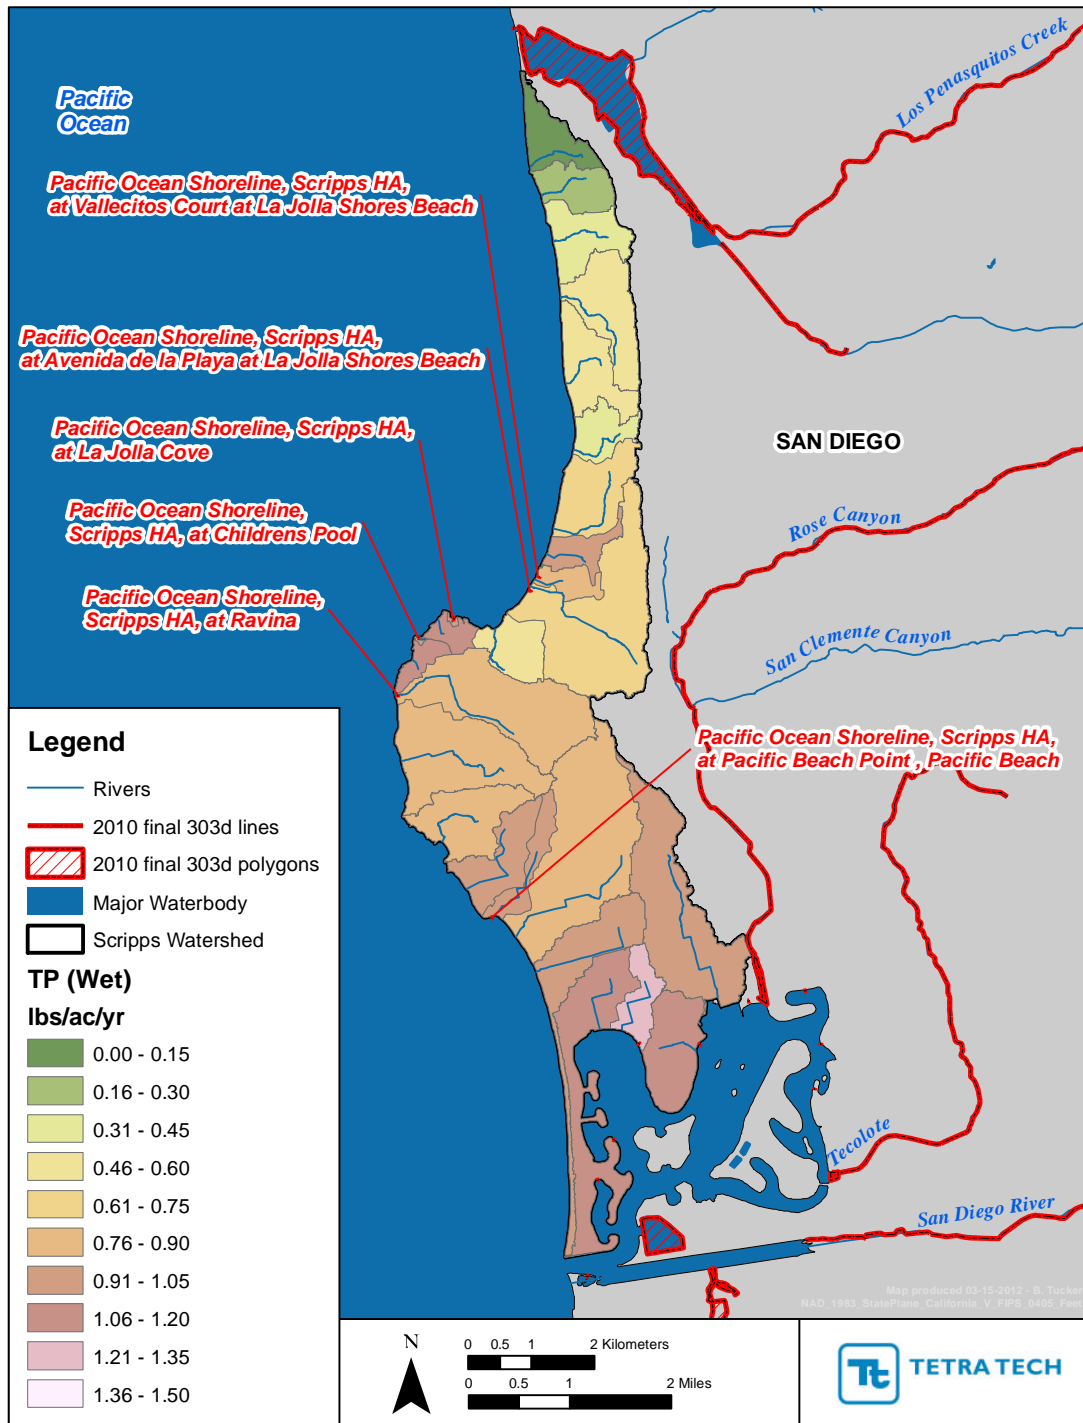 Pacific
Ocean
Los Penasquitos Creek
Pacific Ocean Shoreline, Scripps HA,
at Vallecitos Court at La Jolla Shores Beach
Pacific Ocean Shoreline, Scripps HA,
at Avenida de la Playa at La Jolla Shores Beach
SAN DIEGO
Pacific Ocean Shoreline, Scripps HA,
at La Jolla Cove
Pacific Ocean Shoreline,
Scripps HA, at Childrens Pool
Rose Canyon
Pacific Ocean Shoreline,
Scripps HA, at Ravina
San Clemente Canyon
Pacific Ocean Shoreline, Scripps HA,
at Pacific Beach Point , Pacific Beach
Tecolote
San Diego River
Legend
Rivers
2010 final 303d lines
2010 final 303d polygons
Major Waterbody
Scripps Watershed
TP (Wet)
lbs/ac/yr
0.00 - 0.15
0.16 - 0.30
0.31 - 0.45
0.46 - 0.60
0.61 - 0.75
0.76 - 0.90
0.91 - 1.05
1.06 - 1.20
1.21 - 1.35
1.36 - 1.50
Map produced 03-15-2012 - B. Tucker
NAD_1983_StatePlane_California_V_FIPS_0405_Feet
N
0 0.5 1 2 Kilometers
0 0.5 1 2 Miles
Tt TETRA TECH